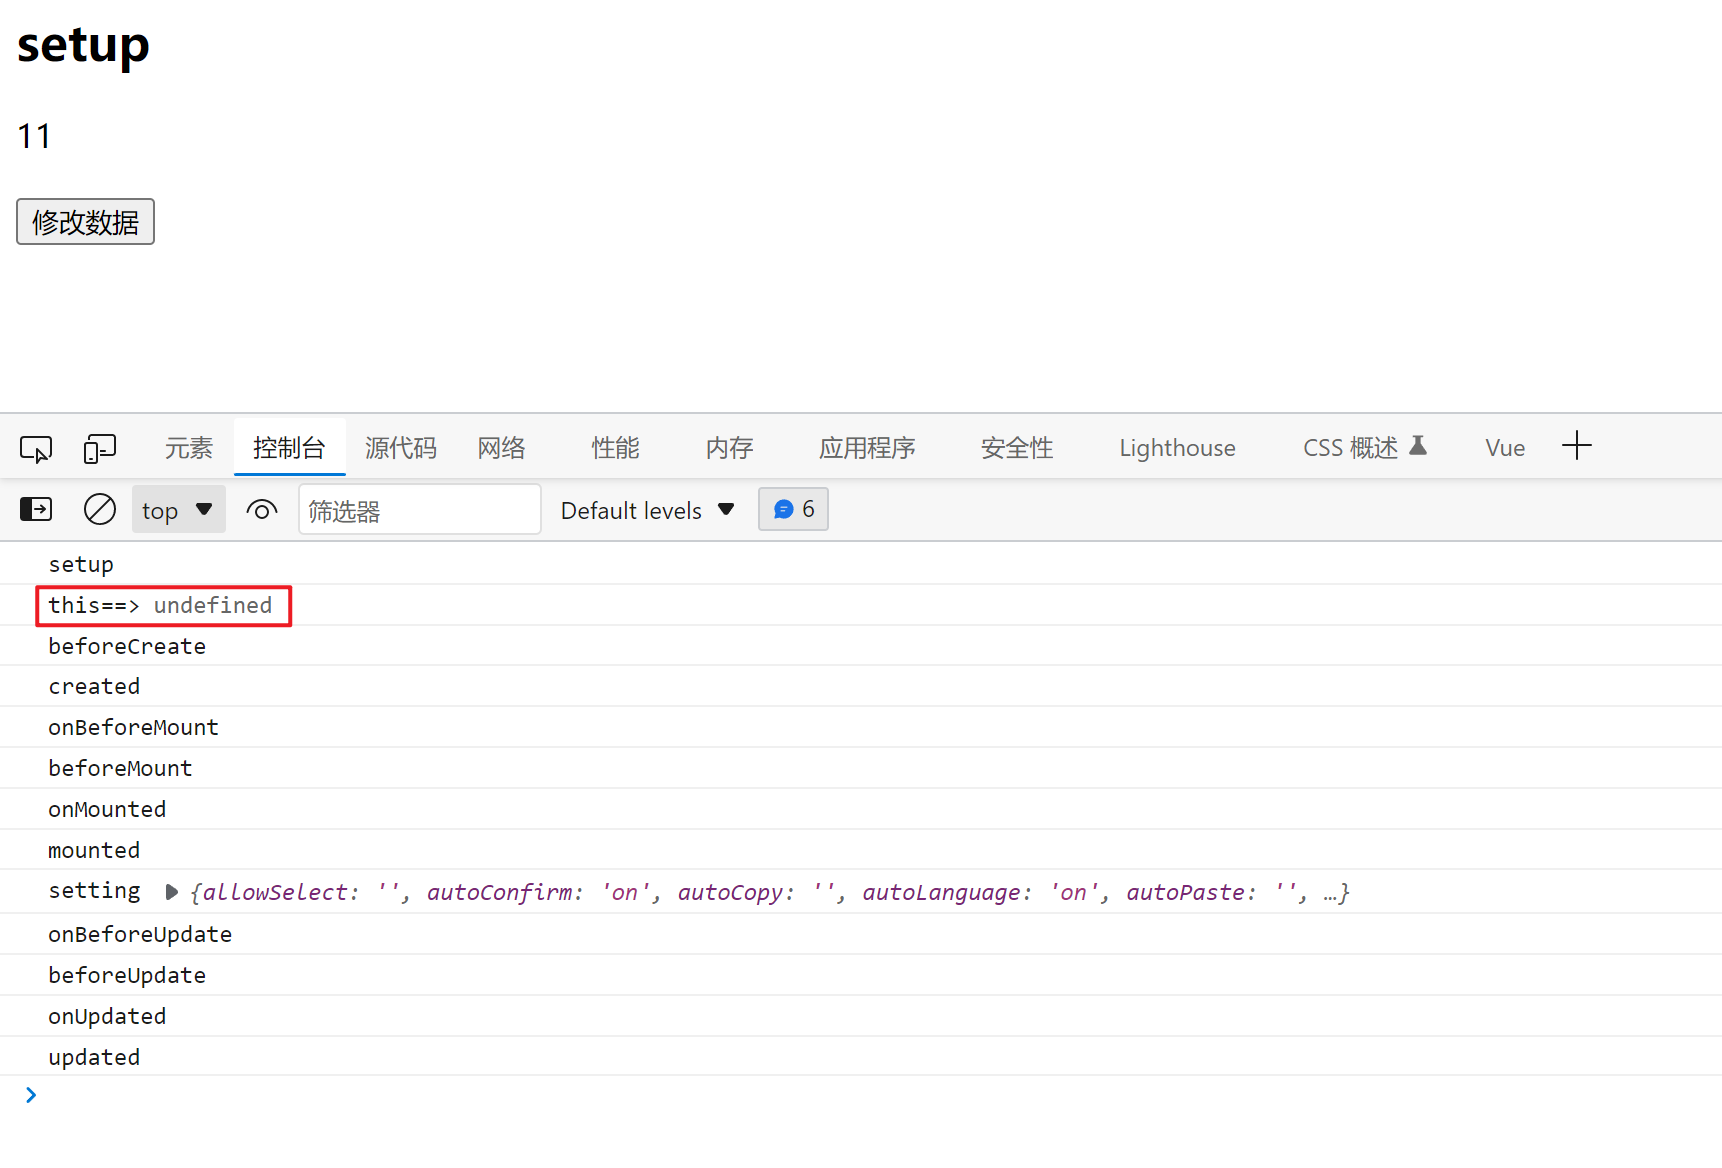 setup
11
修改数据
元素 控制台 源代码 网络 性能 内存 应用程序 安全性 Lighthouse CSS 概述 Vue
top 筛选器 Default levels 6
setup
this==> undefined
beforeCreate
created
onBeforeMount
beforeMount
onMounted
mounted
setting {allowSelect: '', autoConfirm: 'on', autoCopy: '', autoLanguage: 'on', autoPaste: '', …}
onBeforeUpdate
beforeUpdate
onUpdated
updated